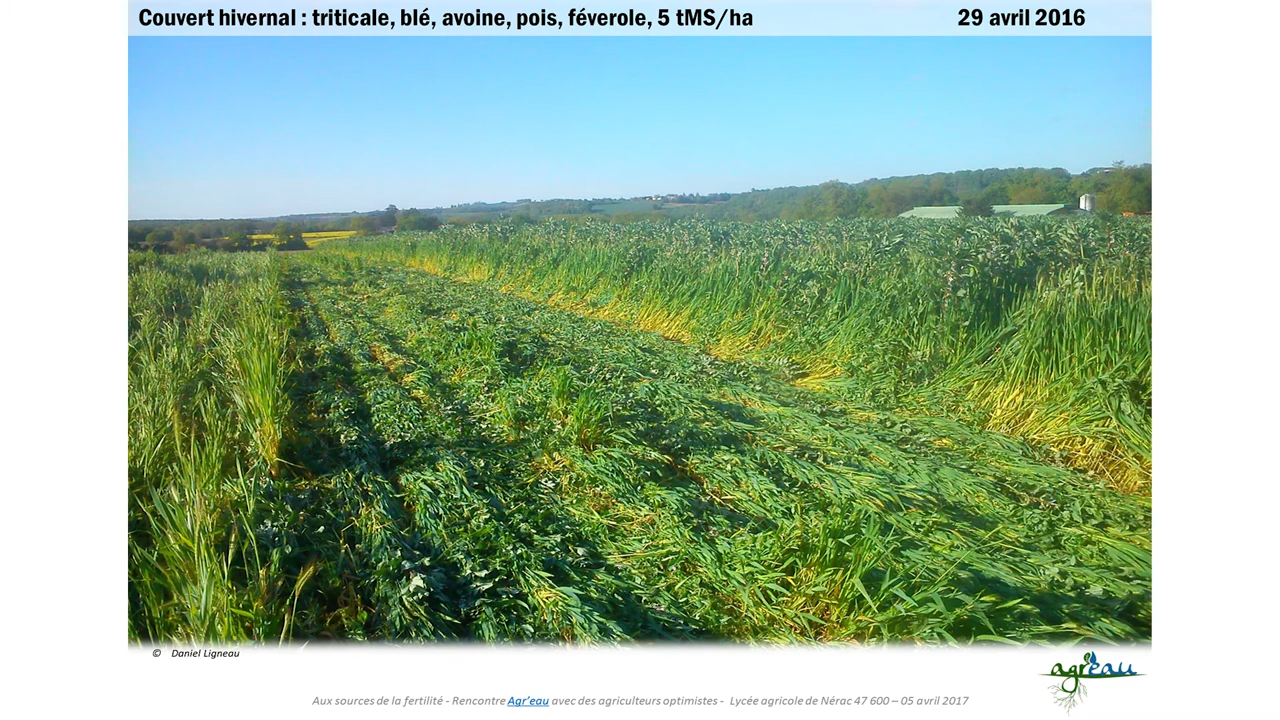 Couvert hivernal : triticale, blé, avoine, pois, féverole, 5 tMS/ha 29 avril 2016
© Daniel Ligneau
agr'eau
Aux sources de la fertilité - Rencontre Agr'eau avec des agriculteurs optimistes - Lycée agricole de Nérac 47 600 – 05 avril 2017